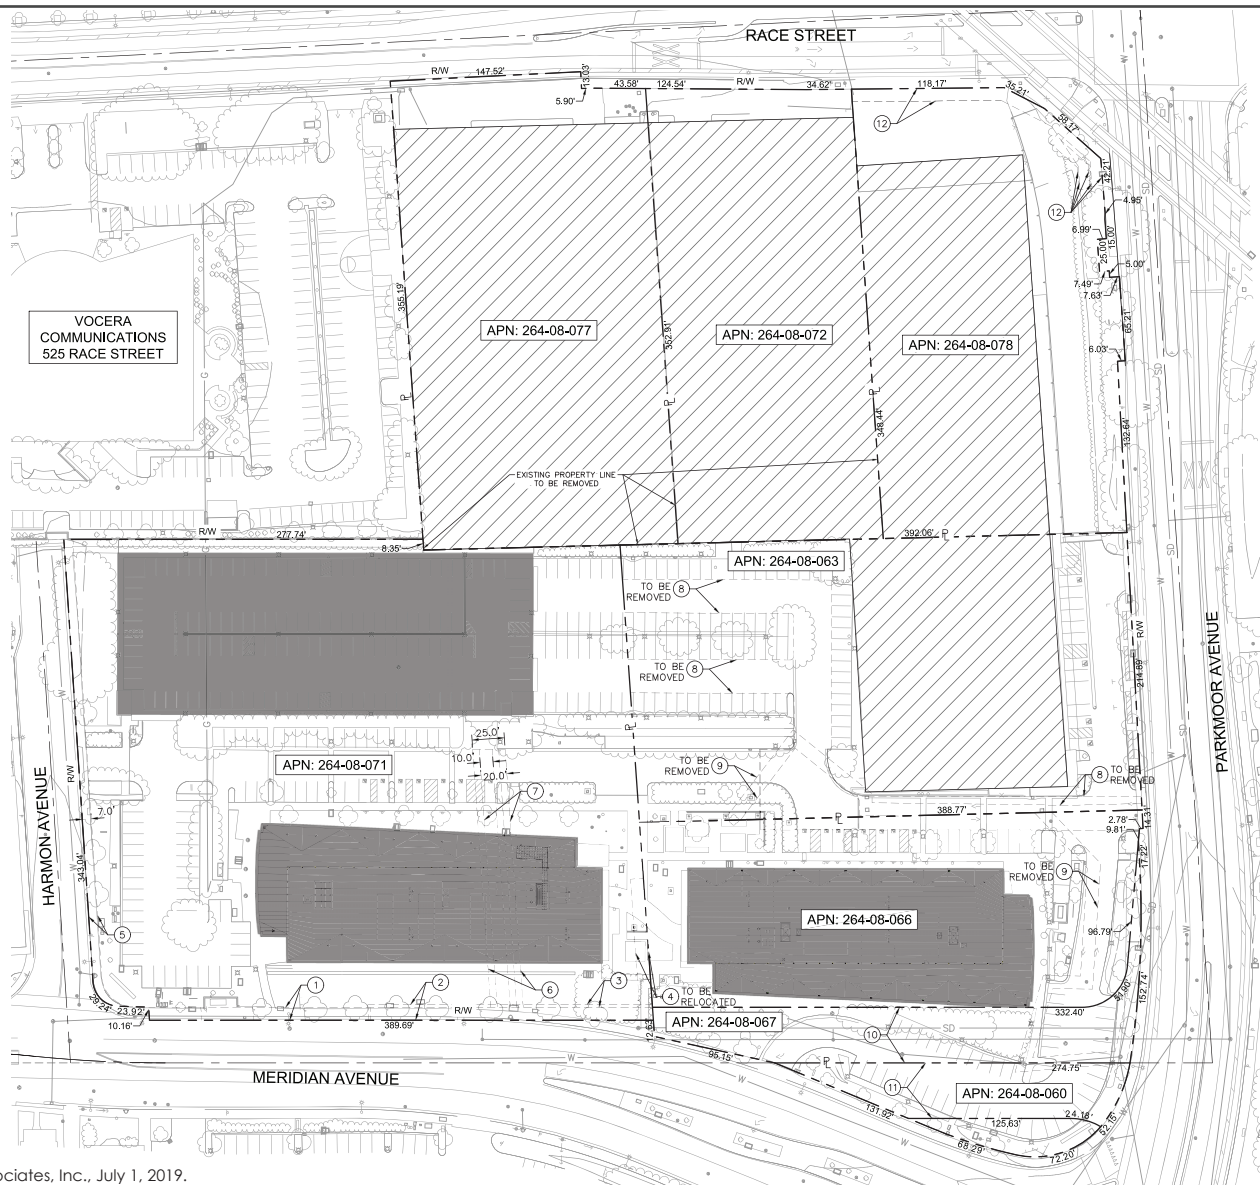 RACE STREET
R/W
147.52'
3.03'
43.58'
124.54'
R/W
34.62'
118.17'
35.21'
5.90'
12
58.17'
42.21'
12
4.95'
6.99'
15.00'
25.00'
5.00'
7.49'
7.63'
355.19'
VOCERA
COMMUNICATIONS
525 RACE STREET
APN: 264-08-077
352.91'
APN: 264-08-072
APN: 264-08-078
65.21'
6.03'
348.44'
132.64'
EXISTING PROPERTY LINE
TO BE REMOVED
R/W
277.74'
8.35'
392.06'
APN: 264-08-063
TO BE
REMOVED
8
TO BE
REMOVED
8
R/W
214.89'
PARKMOOR AVENUE
25.0'
10.0'
20.0'
APN: 264-08-071
TO BE
REMOVED
9
8
TO BE
REMOVED
R/W
HARMON AVENUE
7.0'
343.04'
7
388.77'
2.78'
14.31'
9.81'
17.22'
TO BE
REMOVED
9
APN: 264-08-066
96.79'
5
29.24'
23.92'
10.16'
1
2
6
3
4
TO BE
RELOCATED
R/W
389.69'
12.63'
APN: 264-08-067
10
332.40'
152.74'
MERIDIAN AVENUE
95.15'
274.75'
11
APN: 264-08-060
131.92'
125.63'
24.18'
52.15'
68.29'
72.20'
ociates, Inc., July 1, 2019.